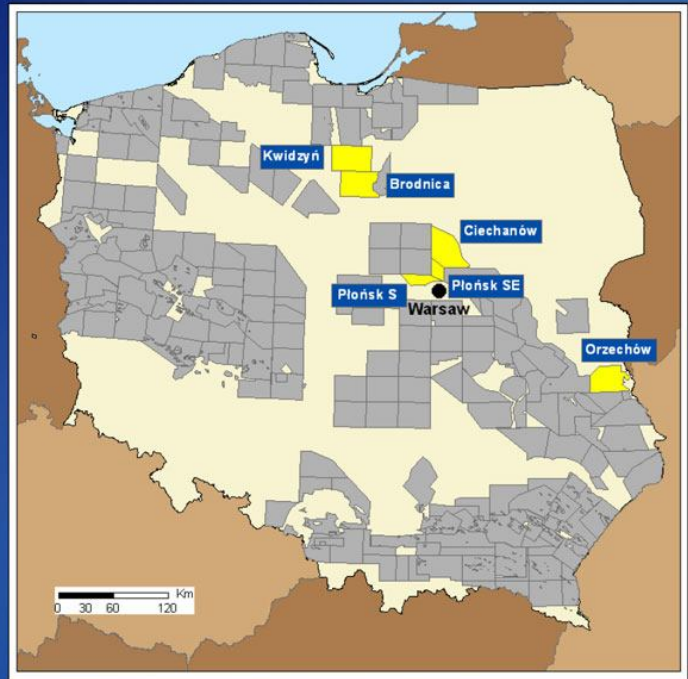 Kwidzyń
Brodnica
Ciechanów
Płońsk S
Płońsk SE
Warsaw
Orzechów
Km
0 30 60 120